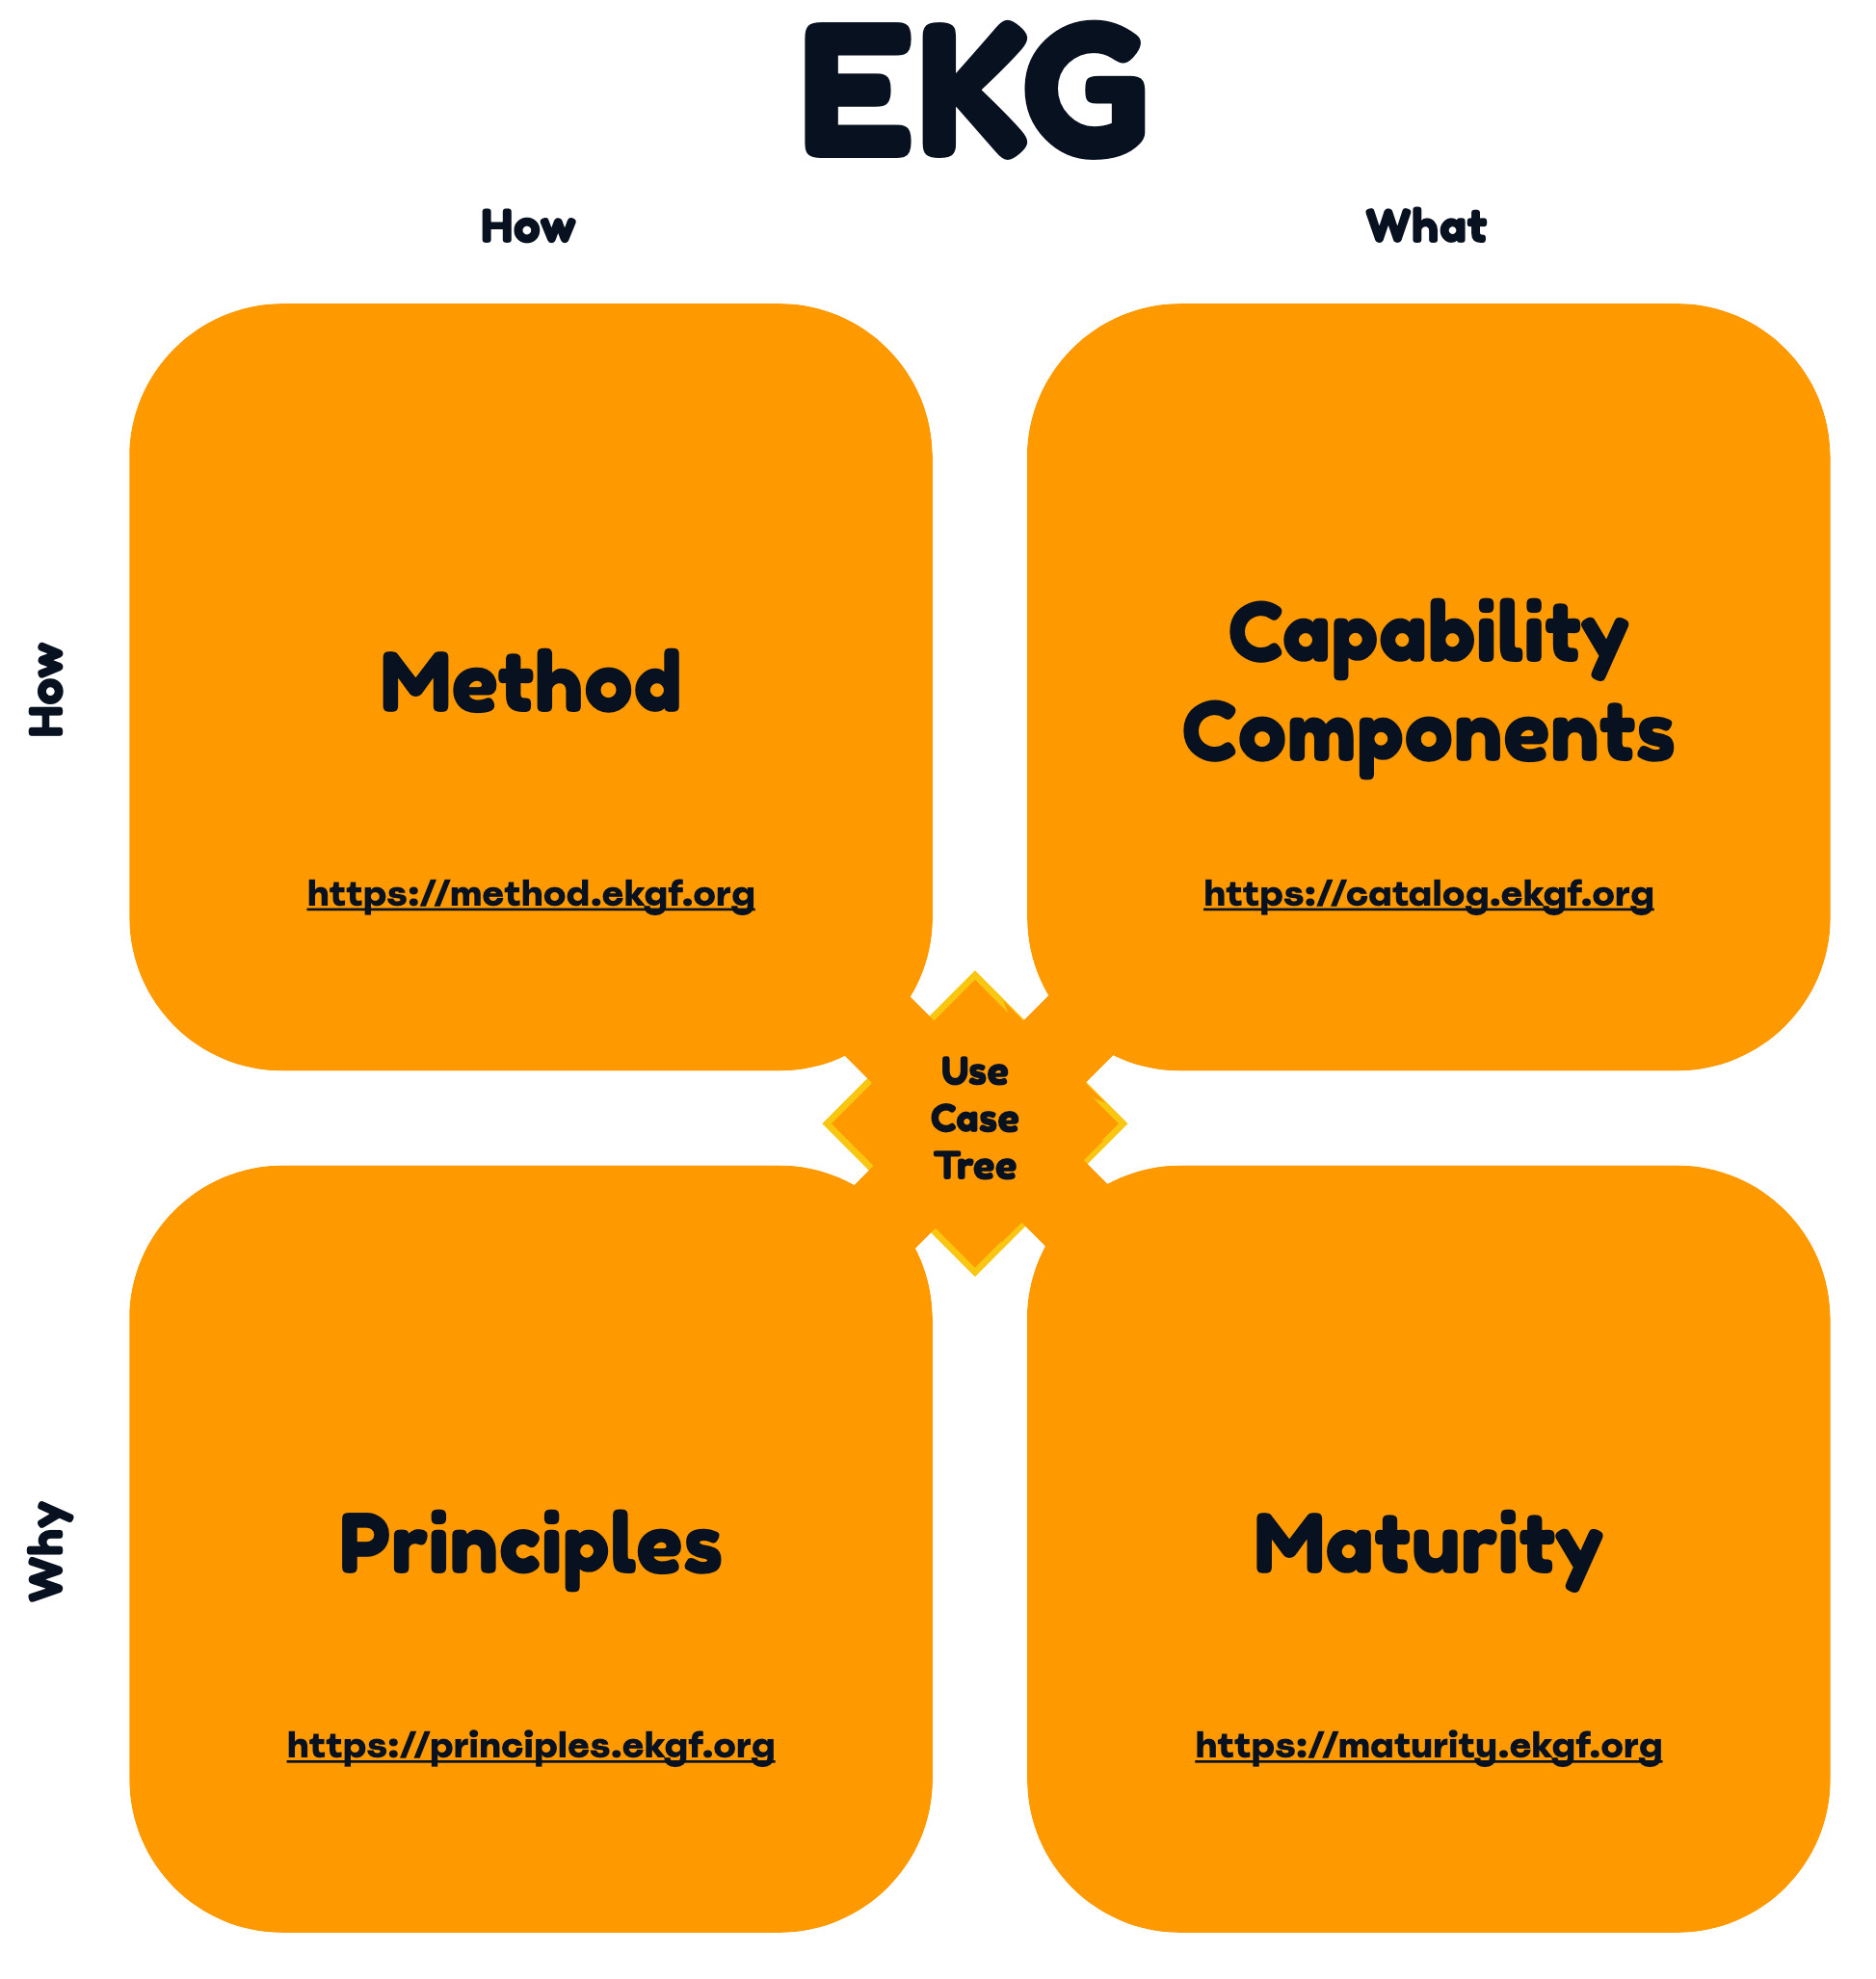 EKG
How
What
How
Method
Capability
Components
https://method.ekgf.org
https://catalog.ekgf.org
Use
Case
Tree
Why
Principles
Maturity
https://principles.ekgf.org
https://maturity.ekgf.org